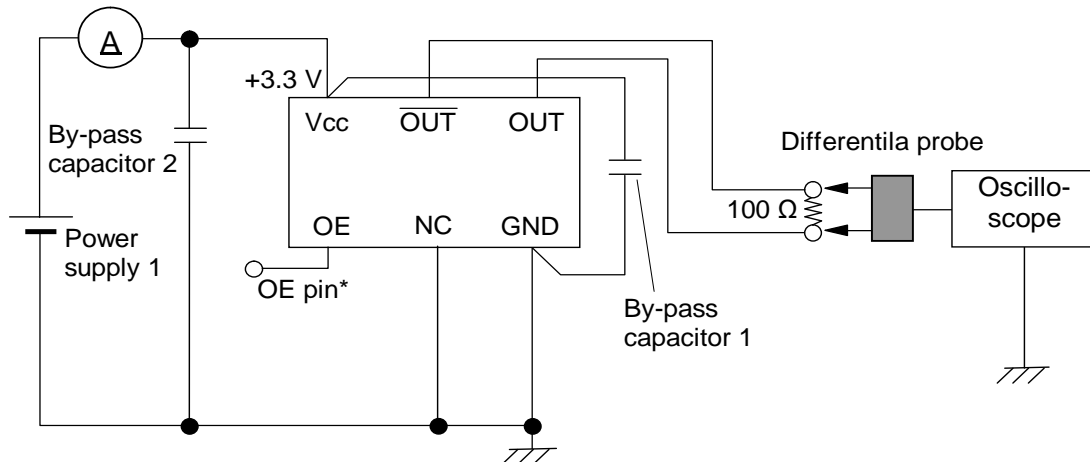 A
+3.3 V
Vcc
O̅U̅T̅
OUT
By-pass
capacitor 2
Differentila probe
Oscillo-
scope
100 Ω
OE
NC
GND
Power
supply 1
OE pin*
By-pass
capacitor 1